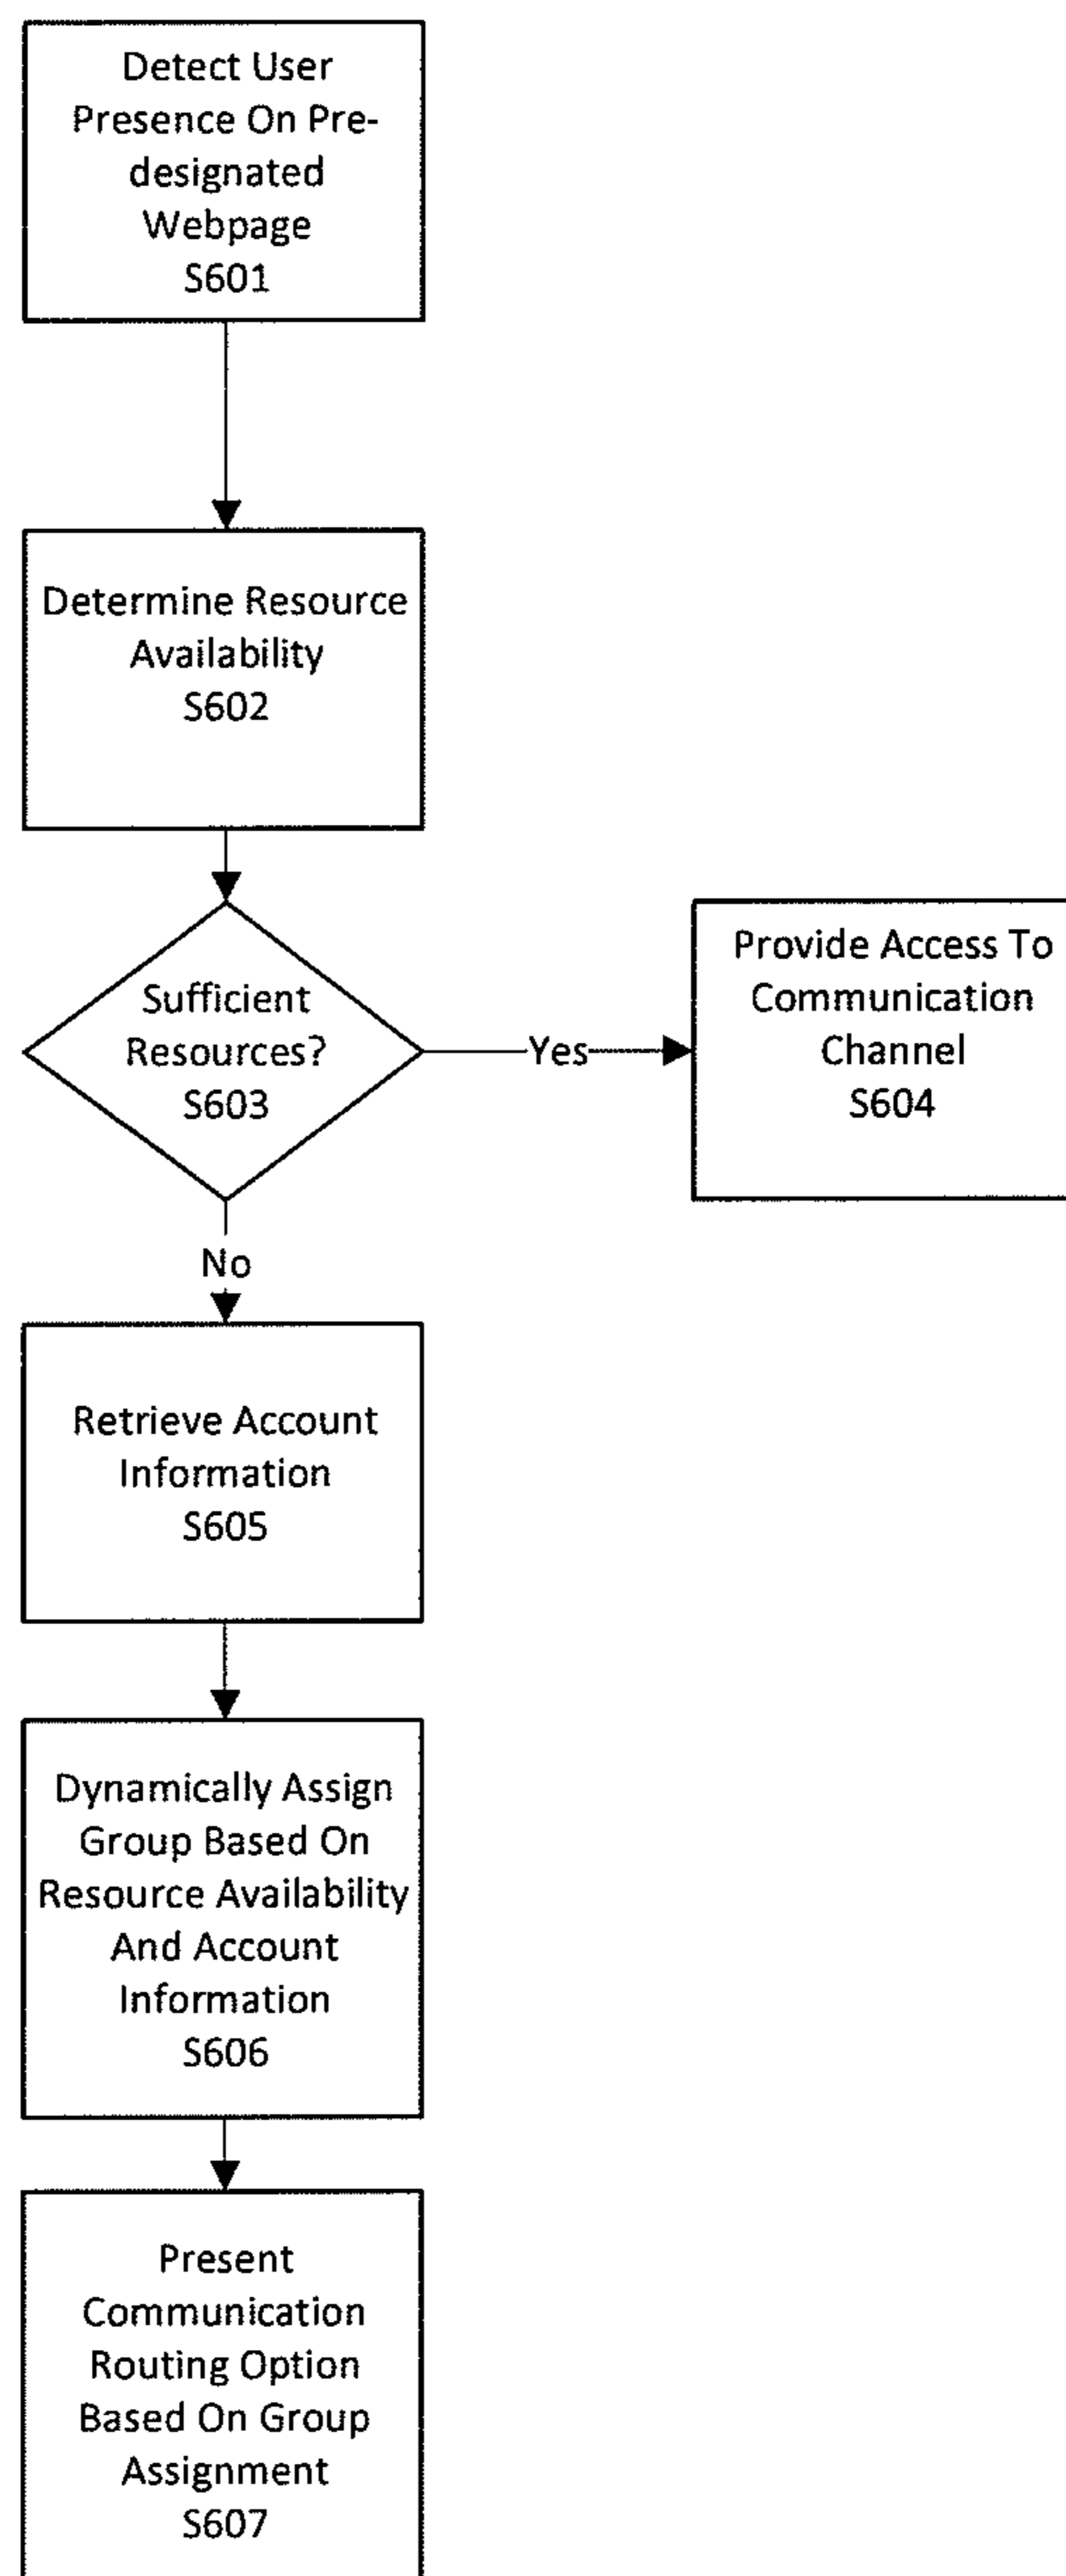 Detect User
Presence On Pre-
designated
Webpage
S601
Determine Resource
Availability
S602
Sufficient
Resources?
S603
Yes
Provide Access To
Communication
Channel
S604
No
Retrieve Account
Information
S605
Dynamically Assign
Group Based On
Resource Availability
And Account
Information
S606
Present
Communication
Routing Option
Based On Group
Assignment
S607